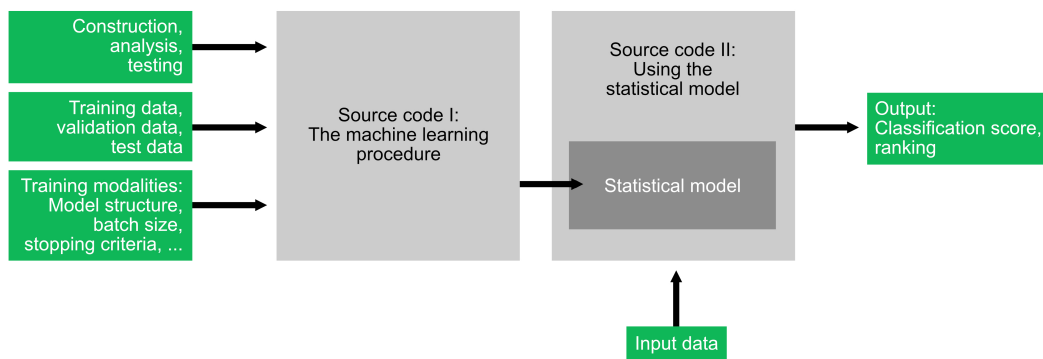 Construction,
analysis,
testing
Training data,
validation data,
test data
Training modalities:
Model structure,
batch size,
stopping criteria, ...
Source code I:
The machine learning
procedure
Source code II:
Using the
statistical model
Statistical model
Input data
Output:
Classification score,
ranking